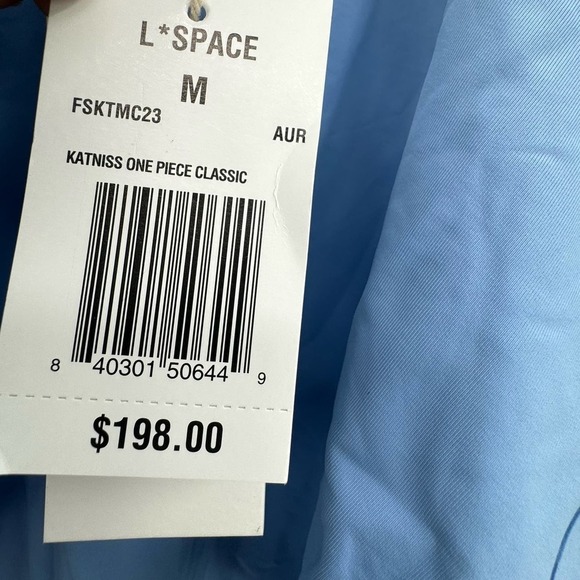 L*SPACE
M
FSKTMC23
AUR
KATNISS ONE PIECE CLASSIC
8 40301 50644 9
$198.00